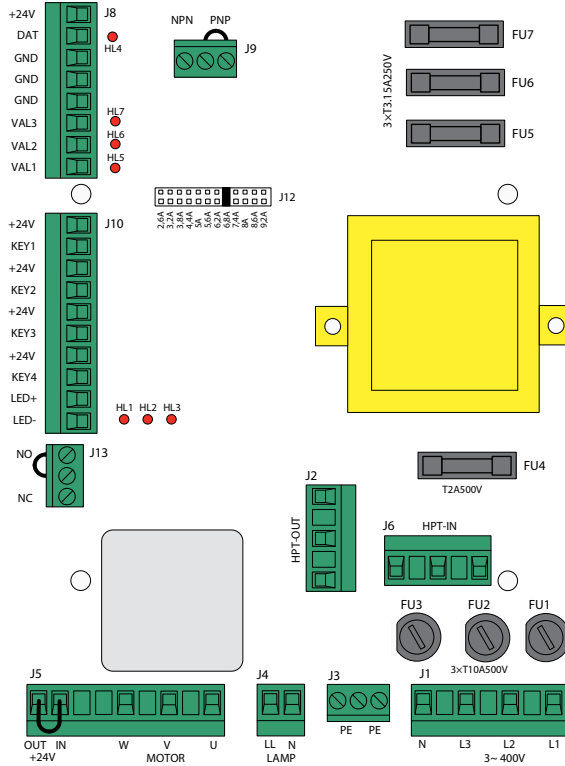 +24V J8
DAT
HL4
GND
GND
GND
VAL3 HL7
VAL2 HL6
VAL1 HL5
NPN PNP
J9
FU7
FU6
FU5
3×T3.15A250V
J12
2,6A 3,2A 3,8A 4,4A 5A 5,6A 6,2A 6,8A 7,4A 8A 8,6A 9,2A
+24V J10
KEY1
+24V
KEY2
+24V
KEY3
+24V
KEY4
LED+
LED-
HL1 HL2 HL3
NO J13
NC
FU4
T2A500V
J2
HPT-OUT
J6 HPT-IN
FU3 FU2 FU1
3×T10A500V
J5 J4 J3 J1
OUT IN W V U
+24V MOTOR
LL N
LAMP
PE PE
N L3 L2 L1
3~ 400V